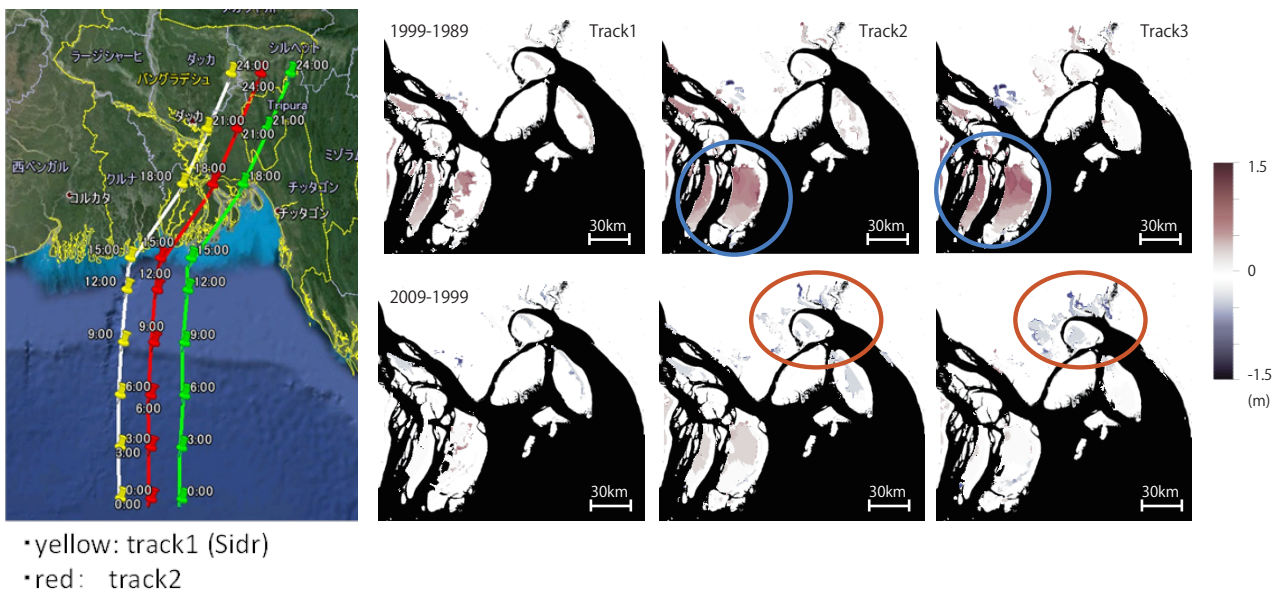 ラージシャーヒ
ダッカ
シルヘット
24:00
24:00
24:00
バングラデシュ
Tripura
ダッカ
21:00
21:00
21:00
西ベンガル
クルナ
18:00
18:00
18:00
ミゾラム
コルカタ
チッタゴン
チッタゴン
15:00
15:00
15:00
12:00
12:00
12:00
9:00
9:00
9:00
6:00
6:00
6:00
3:00
3:00
3:00
0:00
0:00
0:00
・yellow: track1 (Sidr)
・red: track2
1999-1989
Track1
30km
Track2
30km
Track3
30km
2009-1999
30km
30km
30km
1.5
0
-1.5
(m)